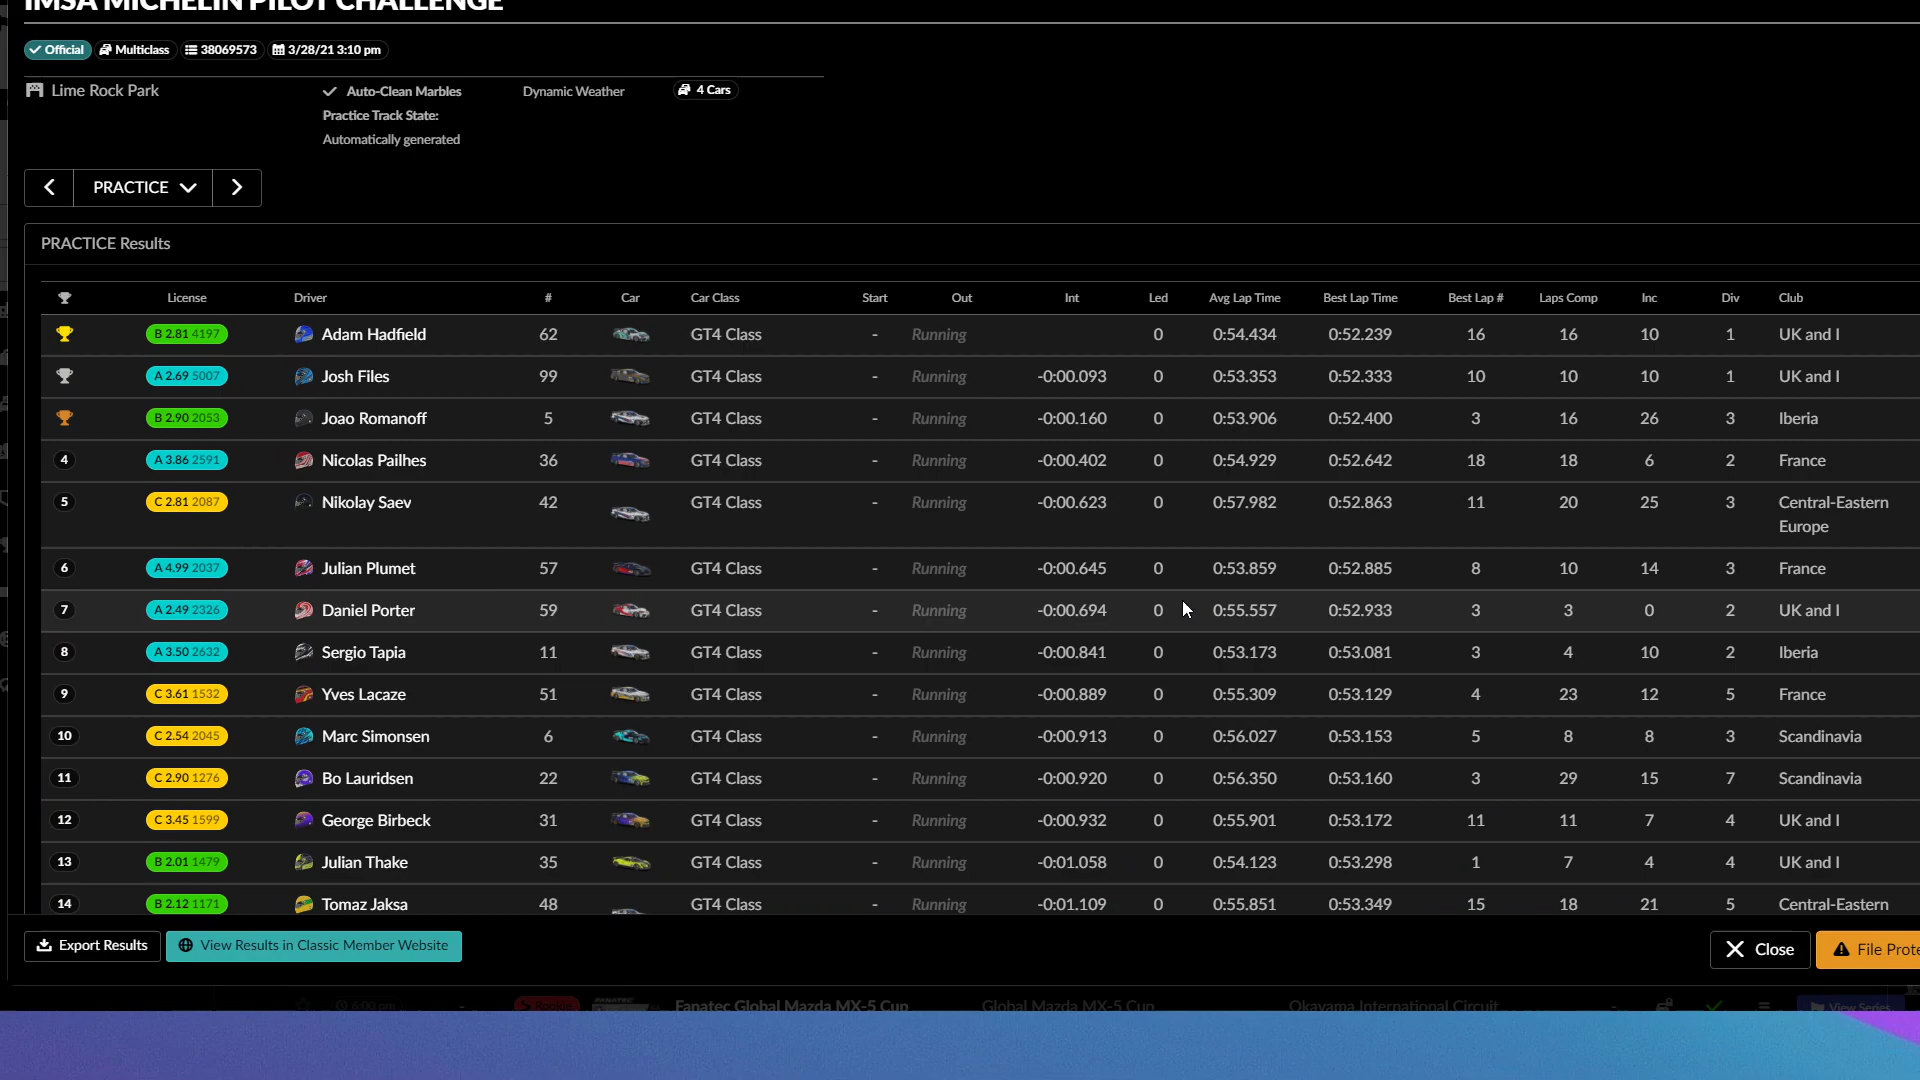 IMSA MICHELIN PILOT CHALLENGE
Official Multiclass 38069573 3/28/21 3:10 pm
Lime Rock Park Auto-Clean Marbles Dynamic Weather 4 Cars
Practice Track State:
Automatically generated
PRACTICE
PRACTICE Results
License Driver # Car Car Class Start Out Int Led Avg Lap Time Best Lap Time Best Lap # Laps Comp Inc Div Club
B 2.81 4197 Adam Hadfield 62 GT4 Class - Running 0 0:54.434 0:52.239 16 16 10 1 UK and I
A 2.69 5007 Josh Files 99 GT4 Class - Running -0:00.093 0 0:53.353 0:52.333 10 10 10 1 UK and I
B 2.90 2053 Joao Romanoff 5 GT4 Class - Running -0:00.160 0 0:53.906 0:52.400 3 16 26 3 Iberia
4 A 3.86 2591 Nicolas Pailhes 36 GT4 Class - Running -0:00.402 0 0:54.929 0:52.642 18 18 6 2 France
5 C 2.81 2087 Nikolay Saev 42 GT4 Class - Running -0:00.623 0 0:57.982 0:52.863 11 20 25 3 Central-Eastern
Europe
6 A 4.99 2037 Julian Plumet 57 GT4 Class - Running -0:00.645 0 0:53.859 0:52.885 8 10 14 3 France
7 A 2.49 2326 Daniel Porter 59 GT4 Class - Running -0:00.694 0 0:55.557 0:52.933 3 3 0 2 UK and I
8 A 3.50 2632 Sergio Tapia 11 GT4 Class - Running -0:00.841 0 0:53.173 0:53.081 3 4 10 2 Iberia
9 C 3.61 1532 Yves Lacaze 51 GT4 Class - Running -0:00.889 0 0:55.309 0:53.129 4 23 12 5 France
10 C 2.54 2045 Marc Simonsen 6 GT4 Class - Running -0:00.913 0 0:56.027 0:53.153 5 8 8 3 Scandinavia
11 C 2.90 1276 Bo Lauridsen 22 GT4 Class - Running -0:00.920 0 0:56.350 0:53.160 3 29 15 7 Scandinavia
12 C 3.45 1599 George Birbeck 31 GT4 Class - Running -0:00.932 0 0:55.901 0:53.172 11 11 7 4 UK and I
13 B 2.01 1479 Julian Thake 35 GT4 Class - Running -0:01.058 0 0:54.123 0:53.298 1 7 4 4 UK and I
14 B 2.12 1171 Tomaz Jaksa 48 GT4 Class - Running -0:01.109 0 0:55.851 0:53.349 15 18 21 5 Central-Eastern
Export Results View Results in Classic Member Website Close File Prote
6:00 pm - Rookie FANATEC Fanatec Global Mazda MX-5 Cup Global Mazda MX-5 Cup Okayama International Circuit - View Series